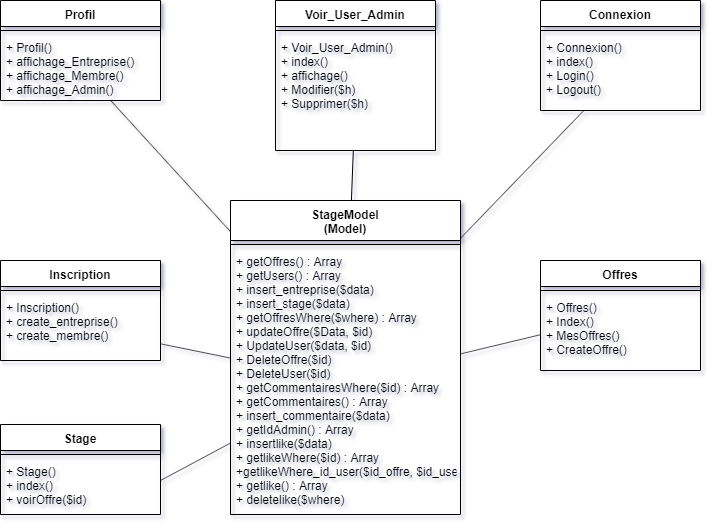 Profil
+ Profil()
+ affichage_Entreprise()
+ affichage_Membre()
+ affichage_Admin()
Voir_User_Admin
+ Voir_User_Admin()
+ index()
+ affichage()
+ Modifier($h)
+ Supprimer($h)
Connexion
+ Connexion()
+ index()
+ Login()
+ Logout()
StageModel
(Model)
+ getOffres() : Array
+ getUsers() : Array
+ insert_entreprise($data)
+ insert_stage($data)
+ getOffresWhere($where) : Array
+ updateOffre($Data, $id)
+ UpdateUser($data, $id)
+ DeleteOffre($id)
+ DeleteUser($id)
+ getCommentairesWhere($id) : Array
+ getCommentaires() : Array
+ insert_commentaire($data)
+ getIdAdmin() : Array
+ insertlike($data)
+ getlikeWhere($id) : Array
+getlikeWhere_id_user($id_offre, $id_use
+ getlike() : Array
+ deletelike($where)
Inscription
+ Inscription()
+ create_entreprise()
+ create_membre()
Offres
+ Offres()
+ Index()
+ MesOffres()
+ CreateOffre()
Stage
+ Stage()
+ index()
+ voirOffre($id)